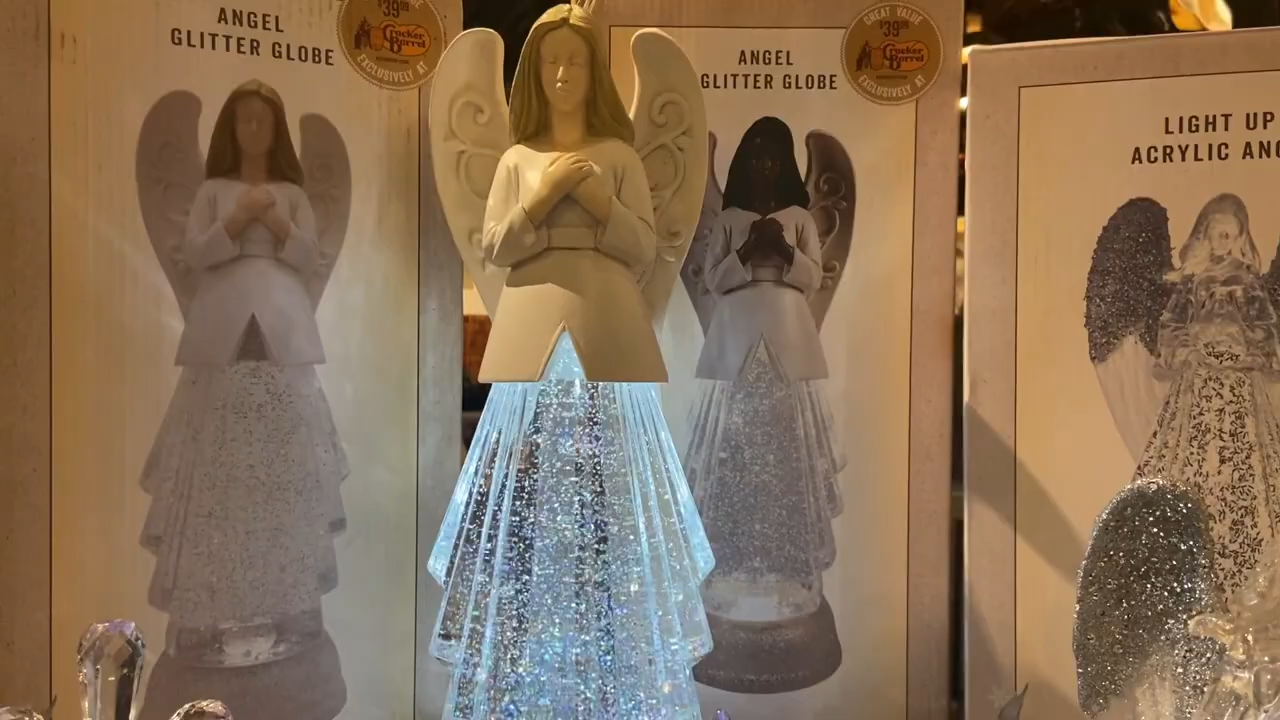 ANGEL
GLITTER GLOBE
$39
Cracker
Barrel
EXCLUSIVELY AT
ANGEL
GLITTER GLOBE
GREAT VALUE
$39
Cracker
Barrel
EXCLUSIVELY AT
LIGHT UP
ACRYLIC ANG